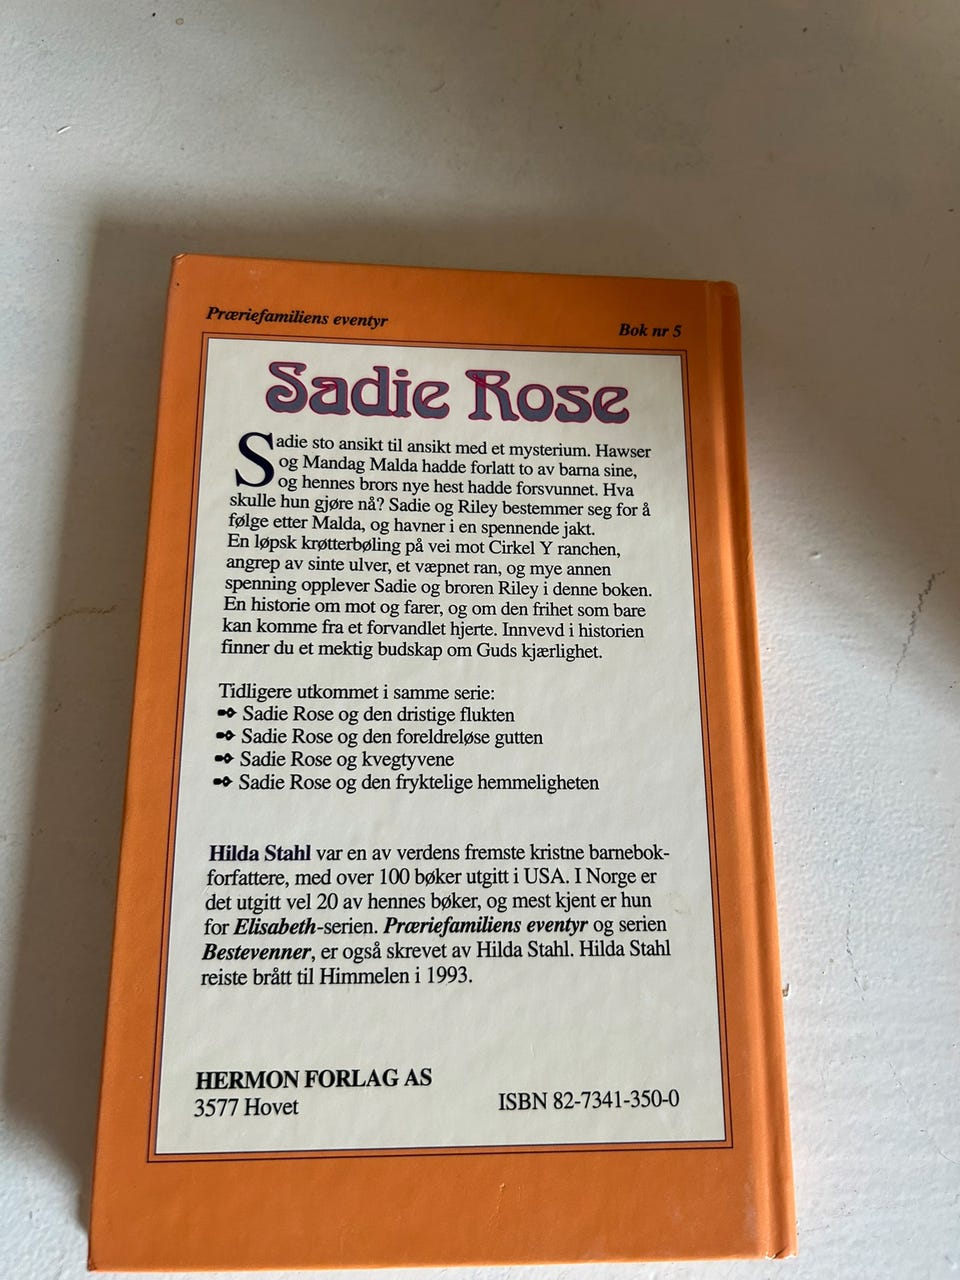 Præriefamiliens eventyr
Bok nr 5
Sadie Rose
Sadie sto ansikt til ansikt med et mysterium. Hawser
og Mandag Malda hadde forlatt to av barna sine,
og hennes brors nye hest hadde forsvunnet. Hva
skulle hun gjøre nå? Sadie og Riley bestemmer seg for å
følge etter Malda, og havner i en spennende jakt.
En løpsk krøtterbøling på vei mot Cirkel Y ranchen,
angrep av sinte ulver, et væpnet ran, og mye annen
spenning opplever Sadie og broren Riley i denne boken.
En historie om mot og farer, og om den frihet som bare
kan komme fra et forvandlet hjerte. Innvevd i historien
finner du et mektig budskap om Guds kjærlighet.
Tidligere utkommet i samme serie:
Sadie Rose og den dristige flukten
Sadie Rose og den foreldreløse gutten
Sadie Rose og kvegtyvene
Sadie Rose og den fryktelige hemmeligheten
Hilda Stahl var en av verdens fremste kristne barnebok-
forfattere, med over 100 bøker utgitt i USA. I Norge er
det utgitt vel 20 av hennes bøker, og mest kjent er hun
for Elisabeth-serien. Præriefamiliens eventyr og serien
Bestevenner, er også skrevet av Hilda Stahl. Hilda Stahl
reiste brått til Himmelen i 1993.
HERMON FORLAG AS
3577 Hovet
ISBN 82-7341-350-0